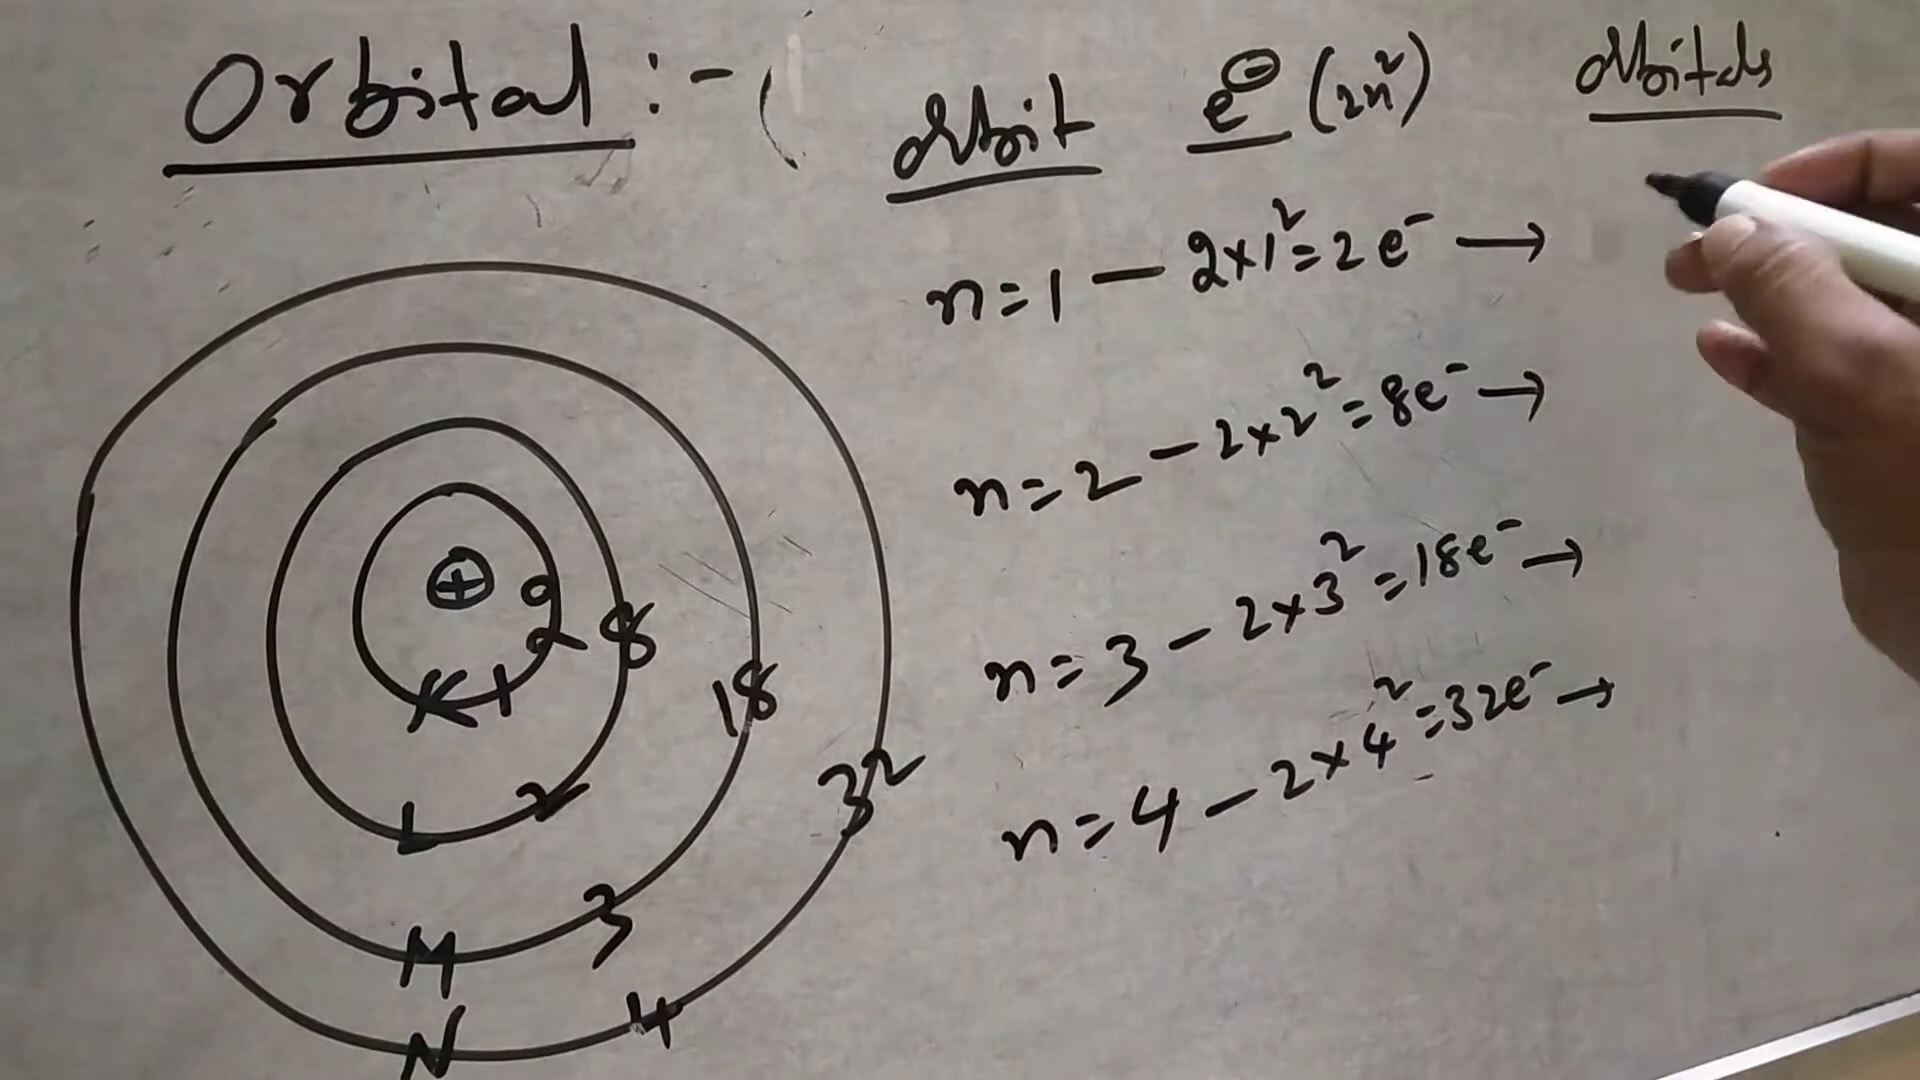 Orbital :- (
Orbit e⊖ (2n²) Orbitals
n=1 — 2×1²=2e⁻ →
n=2 — 2×2²=8e⁻ →
n=3 — 2×3²=18e⁻ →
n=4 — 2×4²=32e⁻ →
+
2 8 18 32
K 1
L 2
M 3
N 4